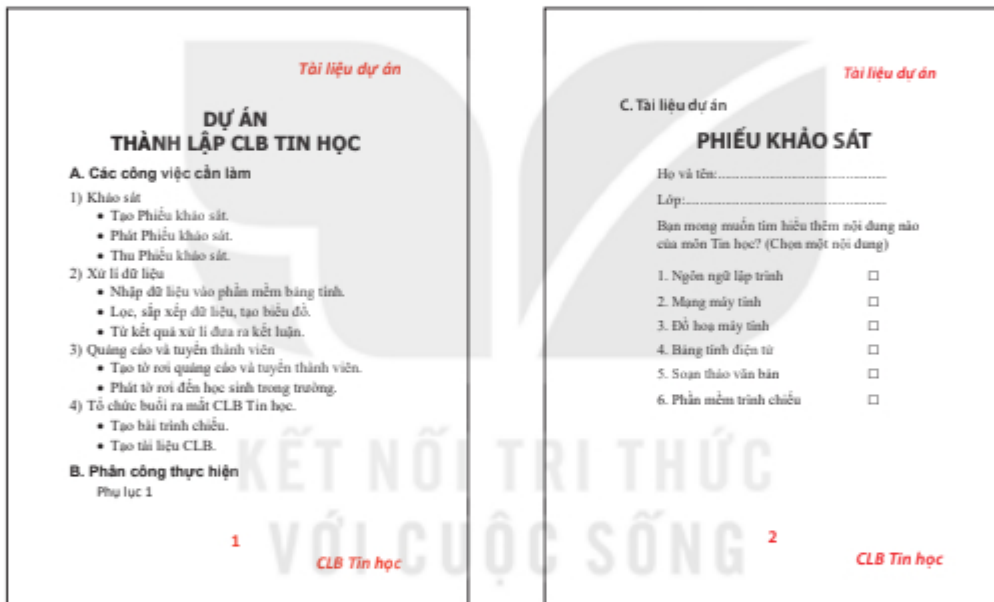 Tài liệu dự án
DỰ ÁN
THÀNH LẬP CLB TIN HỌC
A. Các công việc cần làm
1) Khảo sát
• Tạo Phiếu khảo sát.
• Phát Phiếu khảo sát.
• Thu Phiếu khảo sát.
2) Xử lí dữ liệu
• Nhập dữ liệu vào phần mềm bảng tính.
• Lọc, sắp xếp dữ liệu, tạo biểu đồ.
• Từ kết quả xử lí đưa ra kết luận.
3) Quảng cáo và tuyển thành viên
• Tạo tờ rơi quảng cáo và tuyển thành viên.
• Phát tờ rơi đến học sinh trong trường.
4) Tổ chức buổi ra mắt CLB Tin học.
• Tạo bài trình chiếu.
• Tạo tài liệu CLB.
B. Phân công thực hiện
Phụ lục 1
1
CLB Tin học
Tài liệu dự án
C. Tài liệu dự án
PHIẾU KHẢO SÁT
Họ và tên:..........................................
Lớp:..................................................
Bạn mong muốn tìm hiểu thêm nội dung nào
của môn Tin học? (Chọn một nội dung)
1. Ngôn ngữ lập trình ☐
2. Mạng máy tính ☐
3. Đồ hoạ máy tính ☐
4. Bảng tính điện tử ☐
5. Soạn thảo văn bản ☐
6. Phần mềm trình chiếu ☐
2
CLB Tin học
KẾT NỐI TRI THỨC
VỚI CUỘC SỐNG